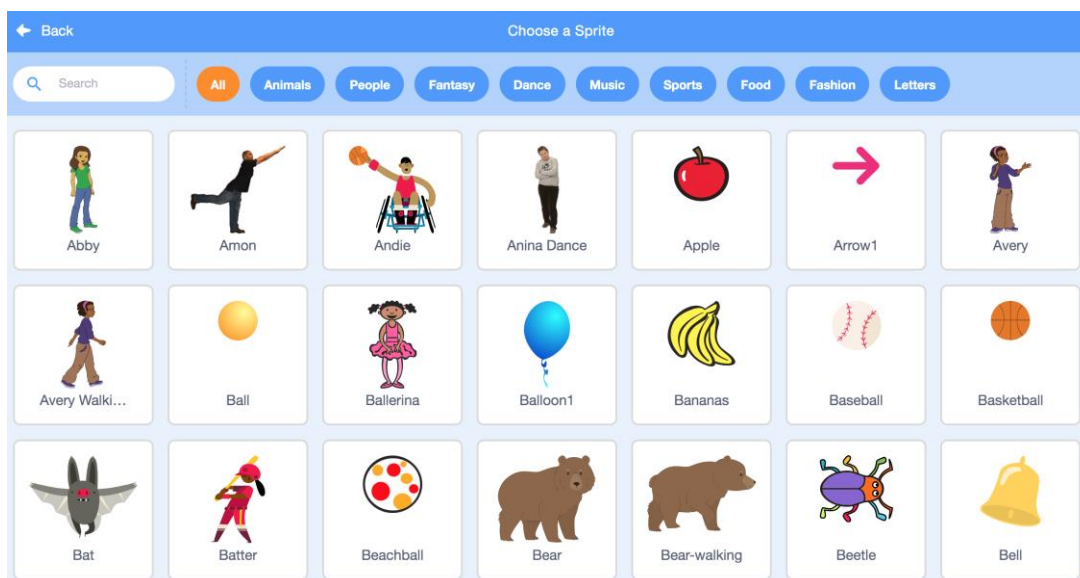 Back
Choose a Sprite
Search
All
Animals
People
Fantasy
Dance
Music
Sports
Food
Fashion
Letters
Abby
Amon
Andie
Anina Dance
Apple
Arrow1
Avery
Avery Walki...
Ball
Ballerina
Balloon1
Bananas
Baseball
Basketball
Bat
Batter
Beachball
Bear
Bear-walking
Beetle
Bell